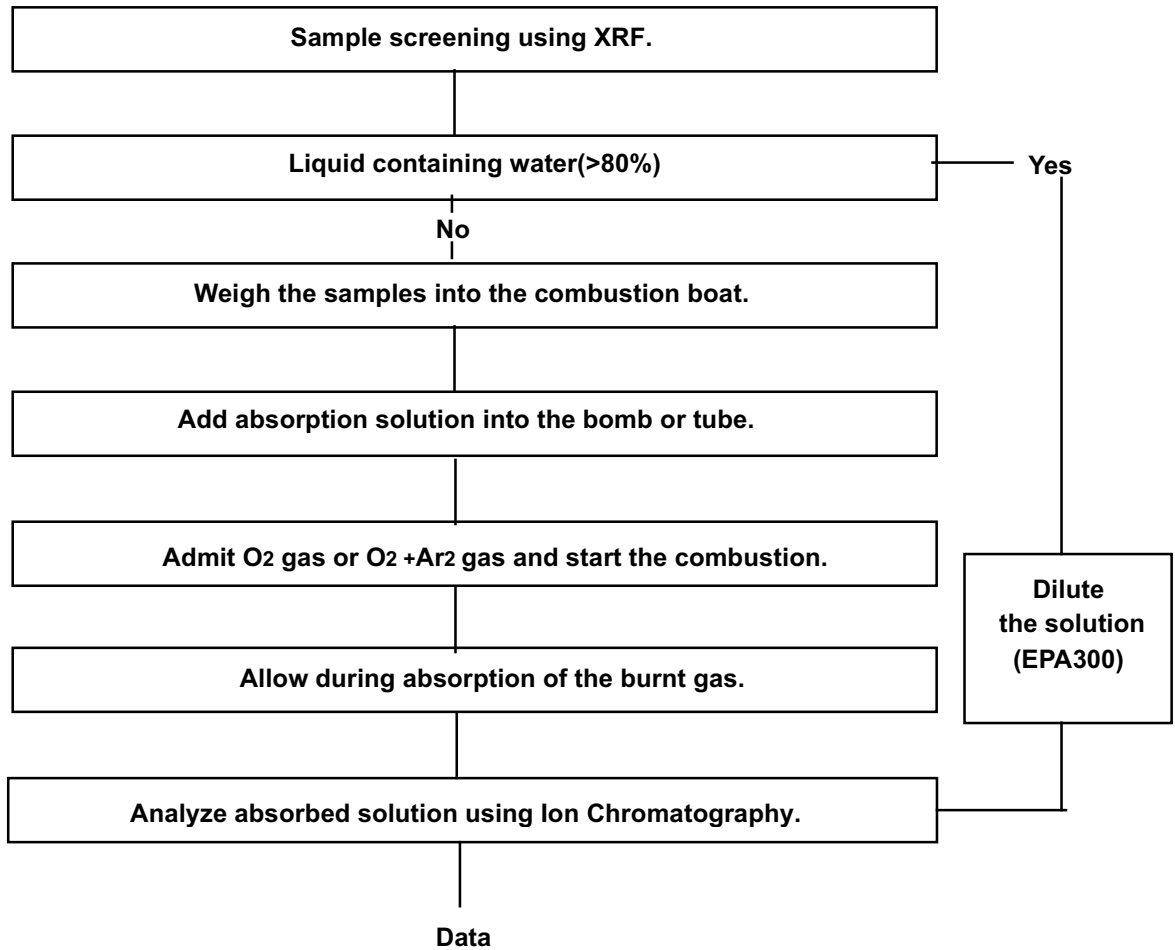 Sample screening using XRF.
Liquid containing water(>80%)
Yes
No
Weigh the samples into the combustion boat.
Add absorption solution into the bomb or tube.
Admit O2 gas or O2 +Ar2 gas and start the combustion.
Dilute
the solution
(EPA300)
Allow during absorption of the burnt gas.
Analyze absorbed solution using Ion Chromatography.
Data